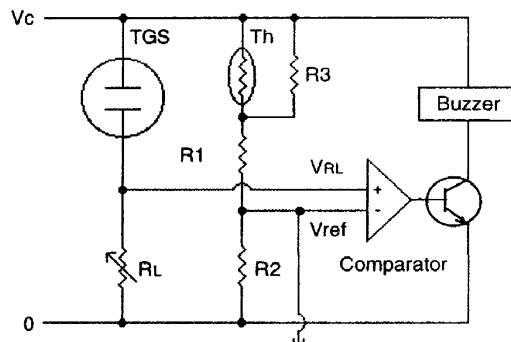 Vc
TGS
Th
R3
Buzzer
R1
VRL
+
-
Vref
Comparator
RL
R2
0